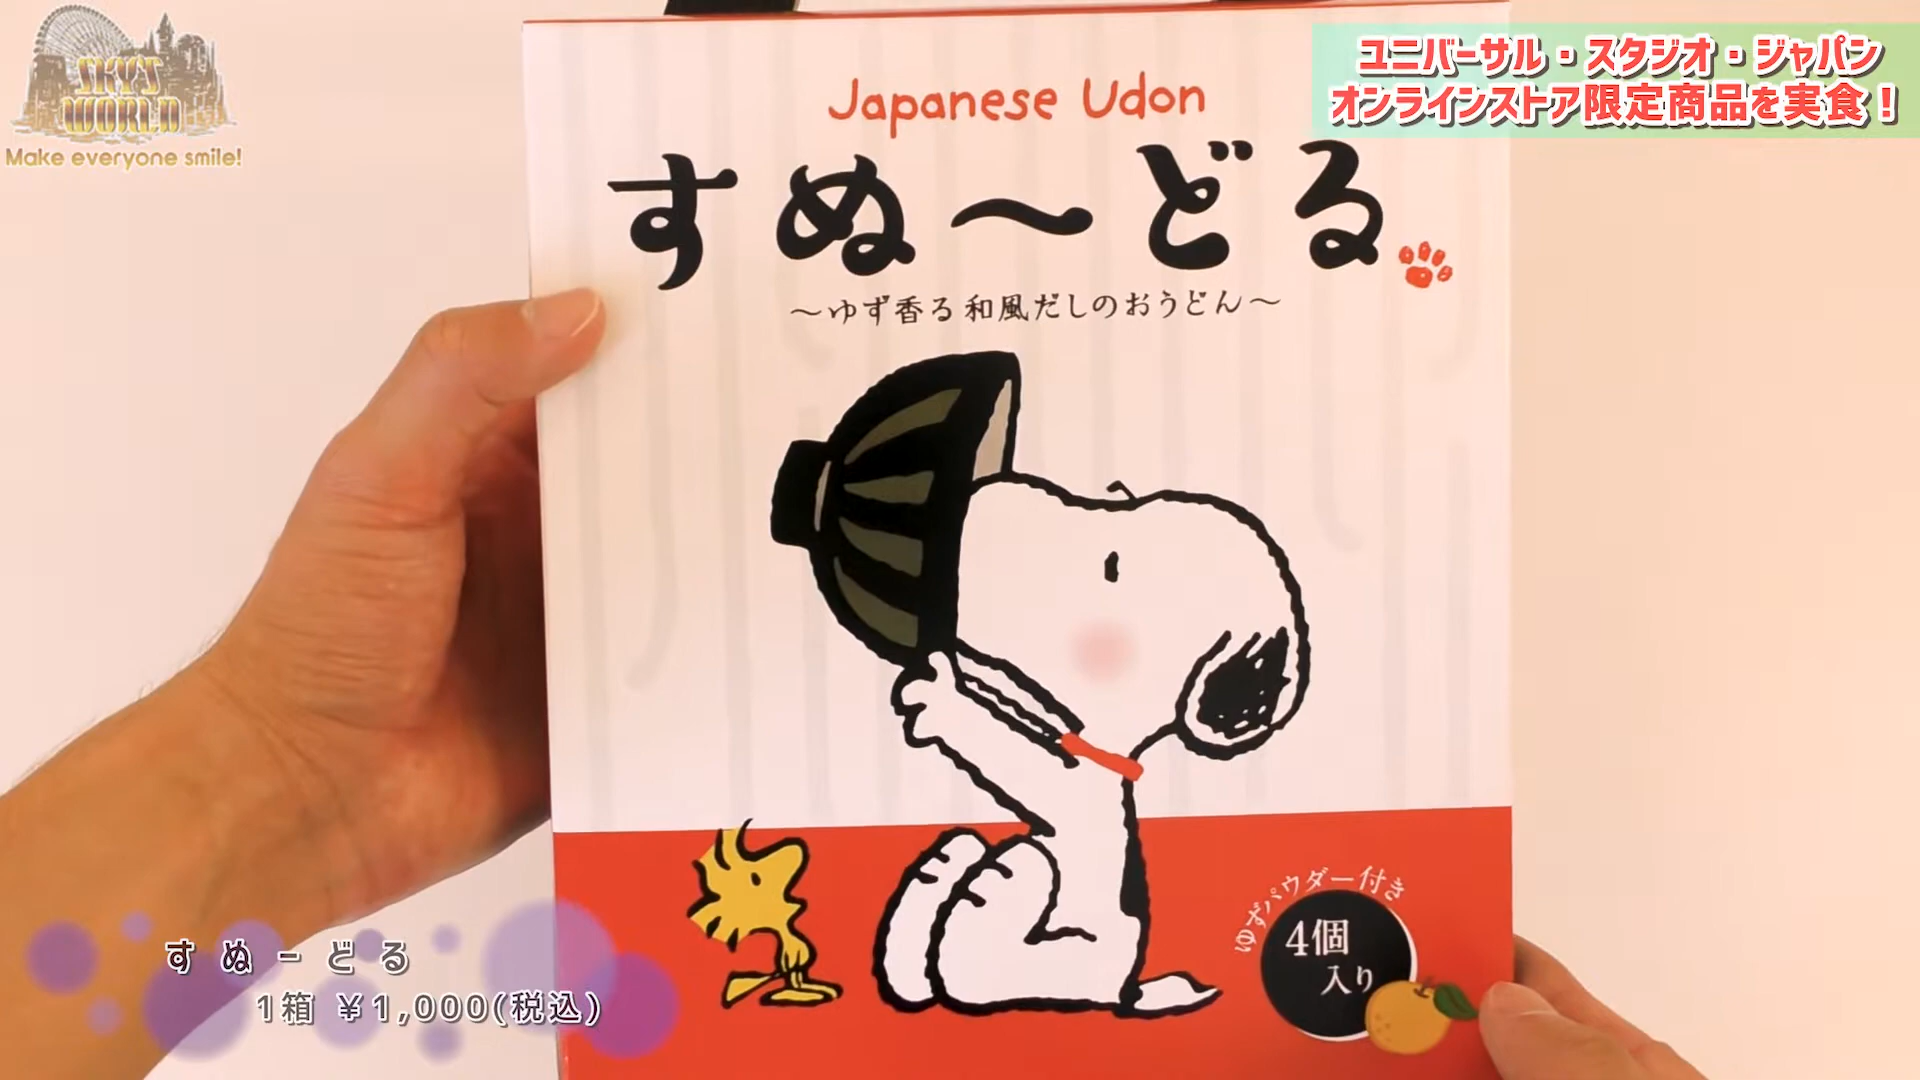 SKY'S
WORLD
Make everyone smile!
ユニバーサル・スタジオ・ジャパン
オンラインストア限定商品を実食！
Japanese Udon
すぬ〜どる
〜ゆず香る和風だしのおうどん〜
ゆずパウダー付き
4個
入り
すぬーどる
1箱 ¥1,000(税込)